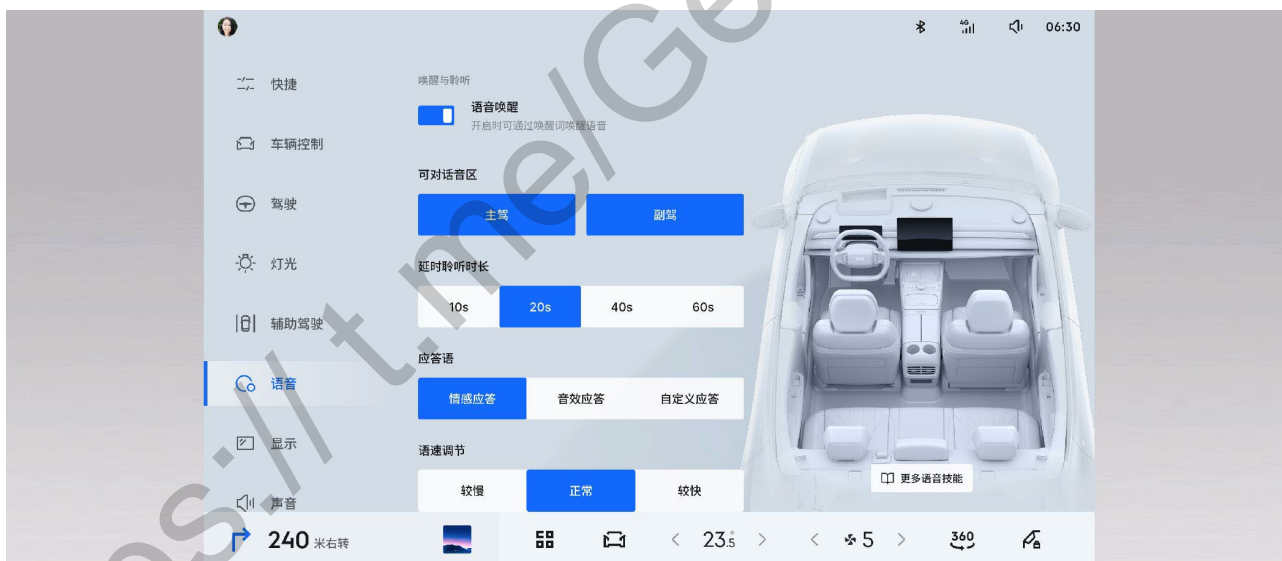 4G
06:30
快捷
车辆控制
驾驶
灯光
辅助驾驶
语音
显示
声音
唤醒与聆听
语音唤醒
开启时可通过唤醒词唤醒语音
可对话音区
主驾
副驾
延时聆听时长
10s
20s
40s
60s
应答语
情感应答
音效应答
自定义应答
语速调节
较慢
正常
较快
更多语音技能
240 米右转
< 23.5 >
< 5 >
360
ps://t.me/Ge